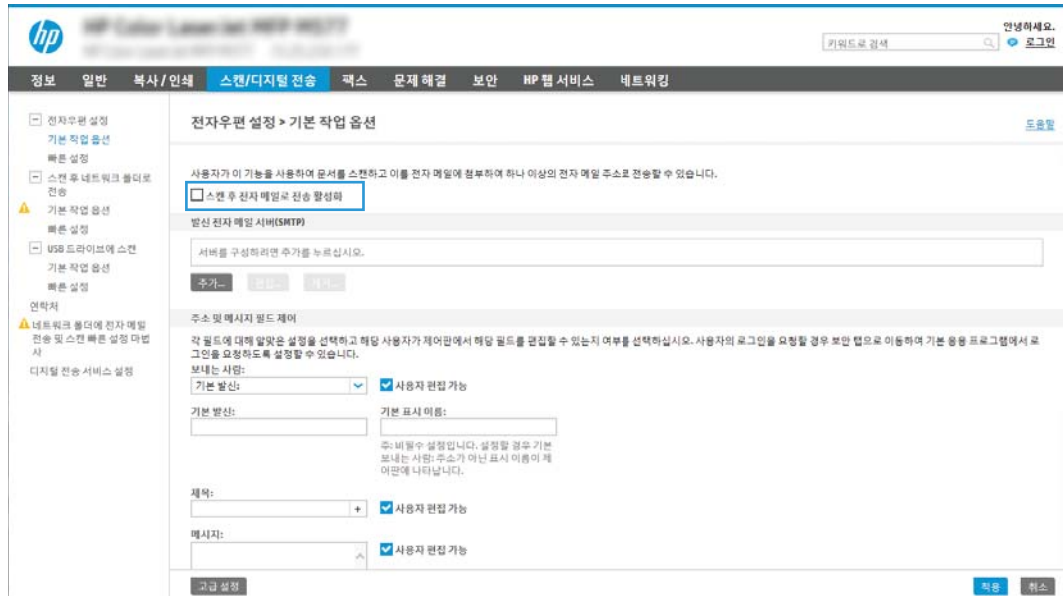 hp
안녕하세요.
키워드로 검색
로그인
정보 일반 복사 / 인쇄 스캔/디지털 전송 팩스 문제 해결 보안 HP 웹 서비스 네트워킹
전자우편 설정
기본 작업 옵션
빠른 설정
스캔 후 네트워크 폴더로
전송
기본 작업 옵션
빠른 설정
USB 드라이브에 스캔
기본 작업 옵션
빠른 설정
연락처
네트워크 폴더에 전자 메일
전송 및 스캔 빠른 설정 마법
사
디지털 전송 서비스 설정
전자우편 설정 > 기본 작업 옵션
도움말
사용자가 이 기능을 사용하여 문서를 스캔하고 이를 전자 메일에 첨부하여 하나 이상의 전자 메일 주소로 전송할 수 있습니다.
스캔 후 전자 메일로 전송 활성화
발신 전자 메일 서버(SMTP)
서버를 구성하려면 추가를 누르십시오.
추가...
편집...
제거...
주소 및 메시지 필드 제어
각 필드에 대해 알맞은 설정을 선택하고 해당 사용자가 제어판에서 해당 필드를 편집할 수 있는지 여부를 선택하십시오. 사용자의 로그인을 요청할 경우 보안 탭으로 이동하여 기본 응용 프로그램에서 로
그인을 요청하도록 설정할 수 있습니다.
보내는 사람:
기본 발신:
사용자 편집 가능
기본 발신:
기본 표시 이름:
주: 비필수 설정입니다. 설정할 경우 기본
보내는 사람: 주소가 아닌 표시 이름이 제
어판에 나타납니다.
제목:
+
사용자 편집 가능
메시지:
사용자 편집 가능
고급 설정
적용
취소